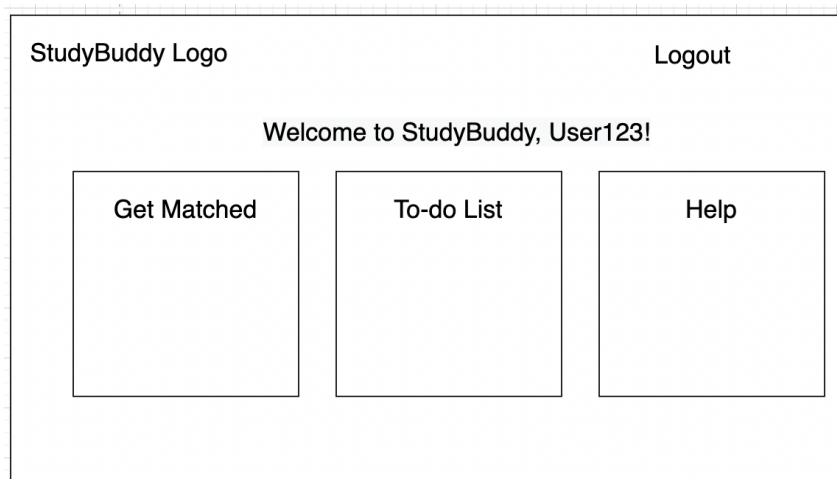 StudyBuddy Logo
Logout
Welcome to StudyBuddy, User123!
Get Matched
To-do List
Help